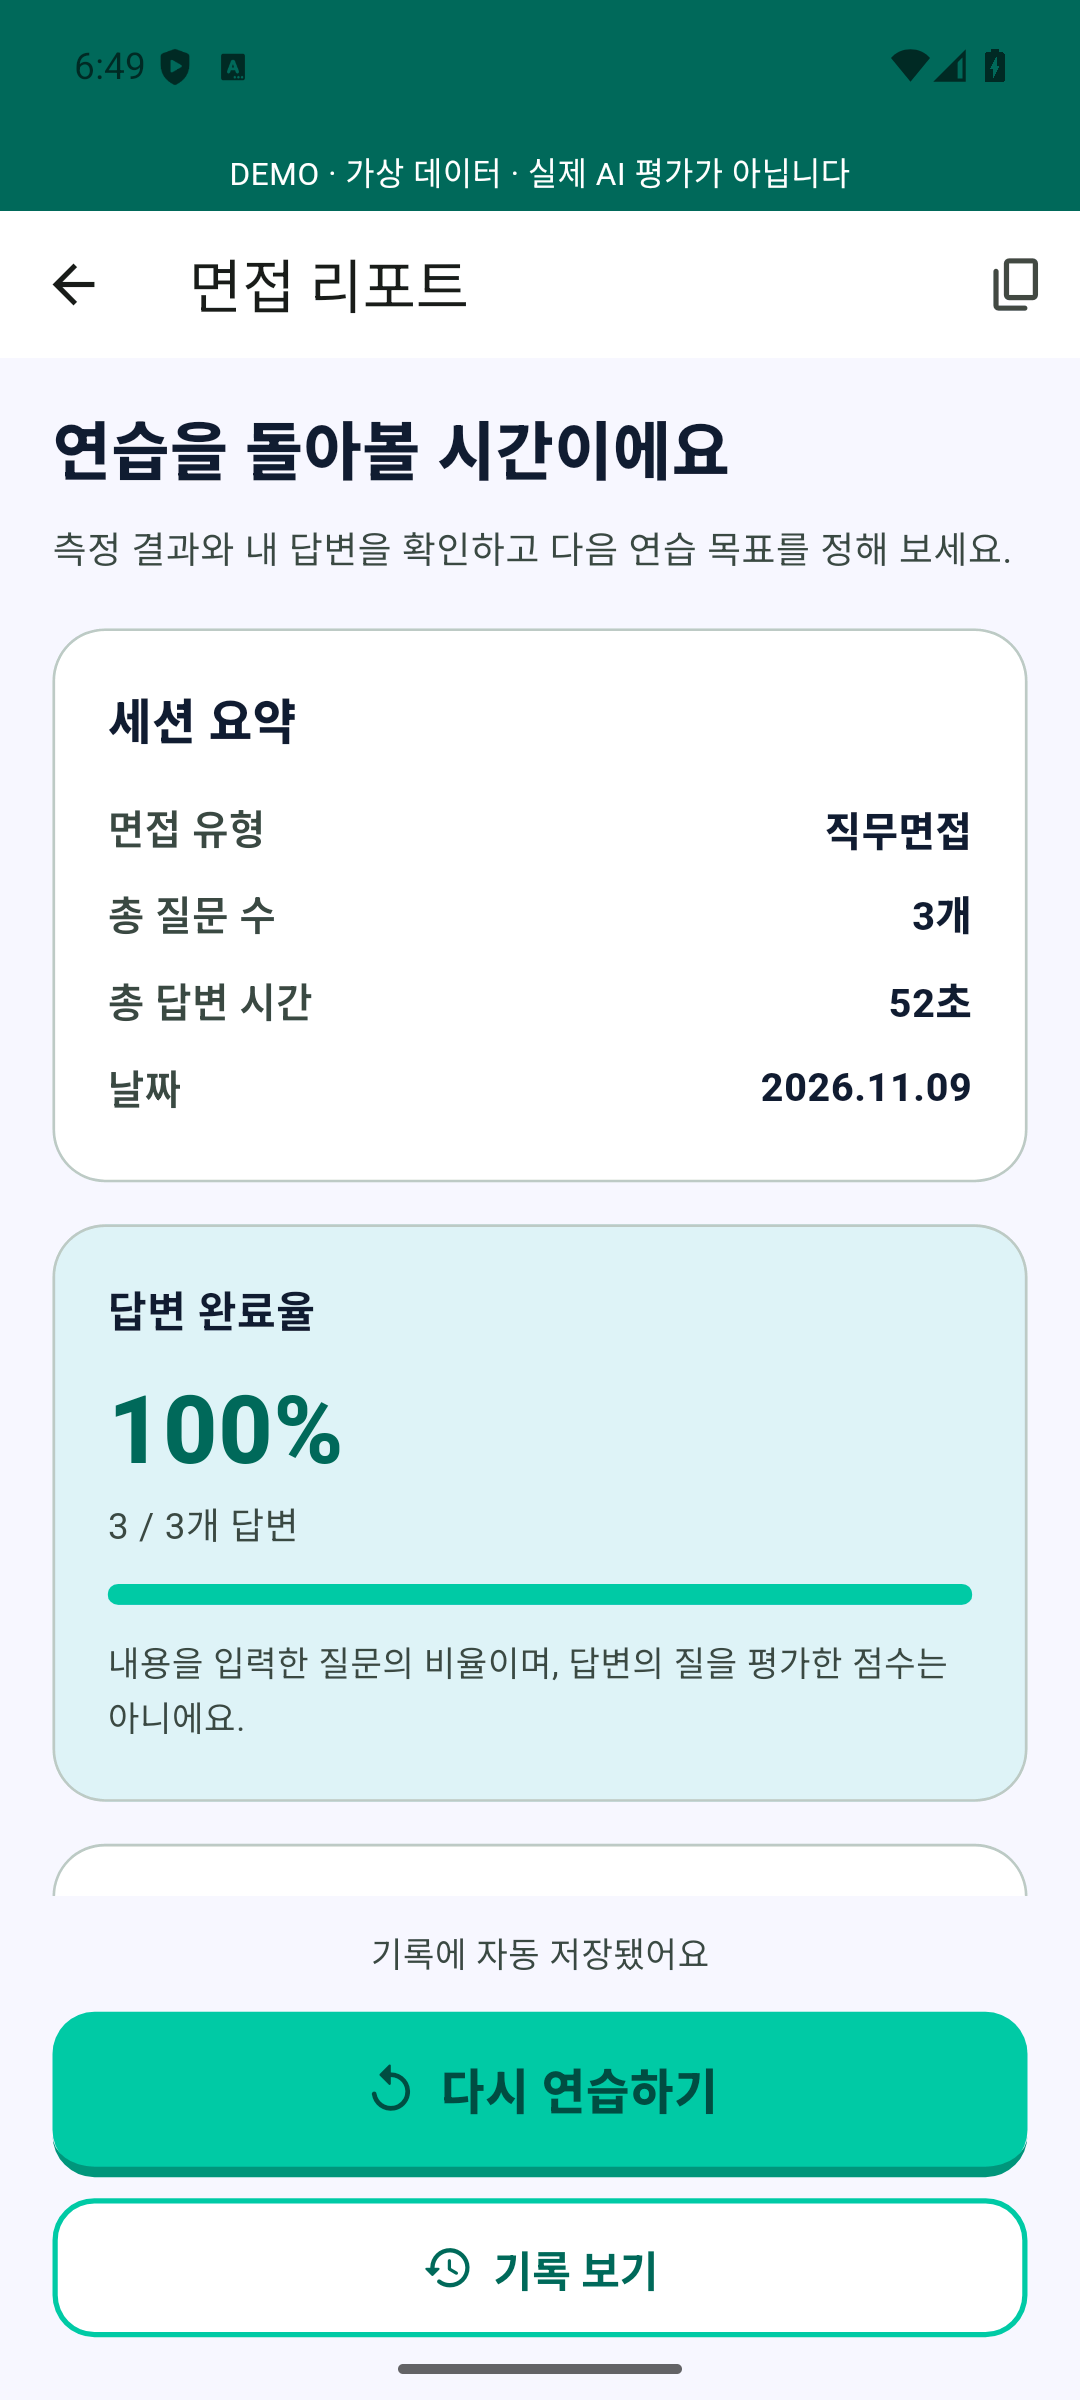 6:49
DEMO · 가상 데이터 · 실제 AI 평가가 아닙니다
면접 리포트
연습을 돌아볼 시간이에요
측정 결과와 내 답변을 확인하고 다음 연습 목표를 정해 보세요.
세션 요약
면접 유형 직무면접
총 질문 수 3개
총 답변 시간 52초
날짜 2026.11.09
답변 완료율
100%
3 / 3개 답변
내용을 입력한 질문의 비율이며, 답변의 질을 평가한 점수는
아니에요.
기록에 자동 저장됐어요
다시 연습하기
기록 보기